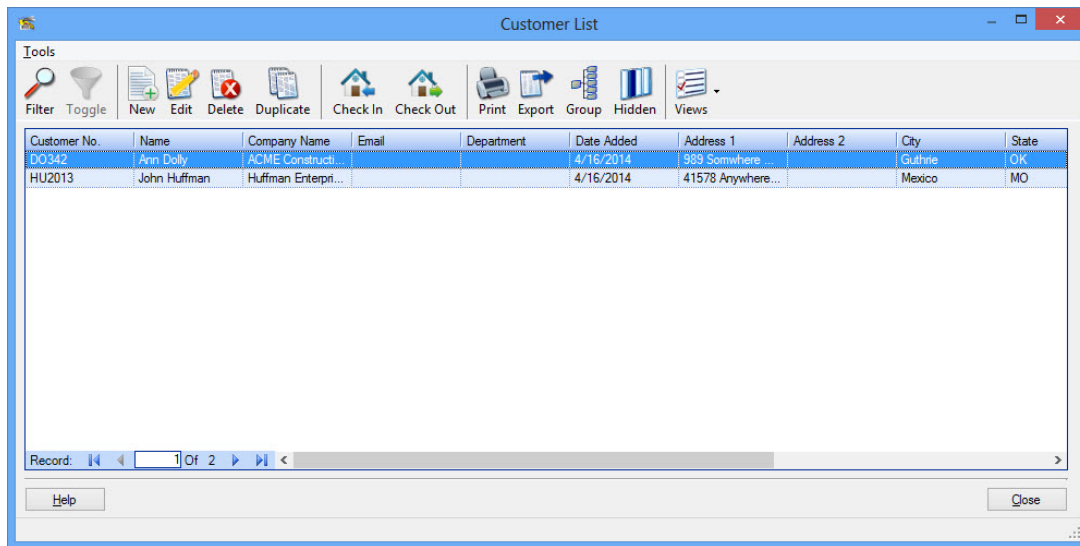 Customer List
Tools
Filter Toggle New Edit Delete Duplicate Check In Check Out Print Export Group Hidden Views
Customer No. Name Company Name Email Department Date Added Address 1 Address 2 City State
DO342 Ann Dolly ACME Constructi... 4/16/2014 989 Somwhere ... Guthrie OK
HU2013 John Huffman Huffman Enterpri... 4/16/2014 41578 Anywhere... Mexico MO
Record: 1 Of 2
Help Close